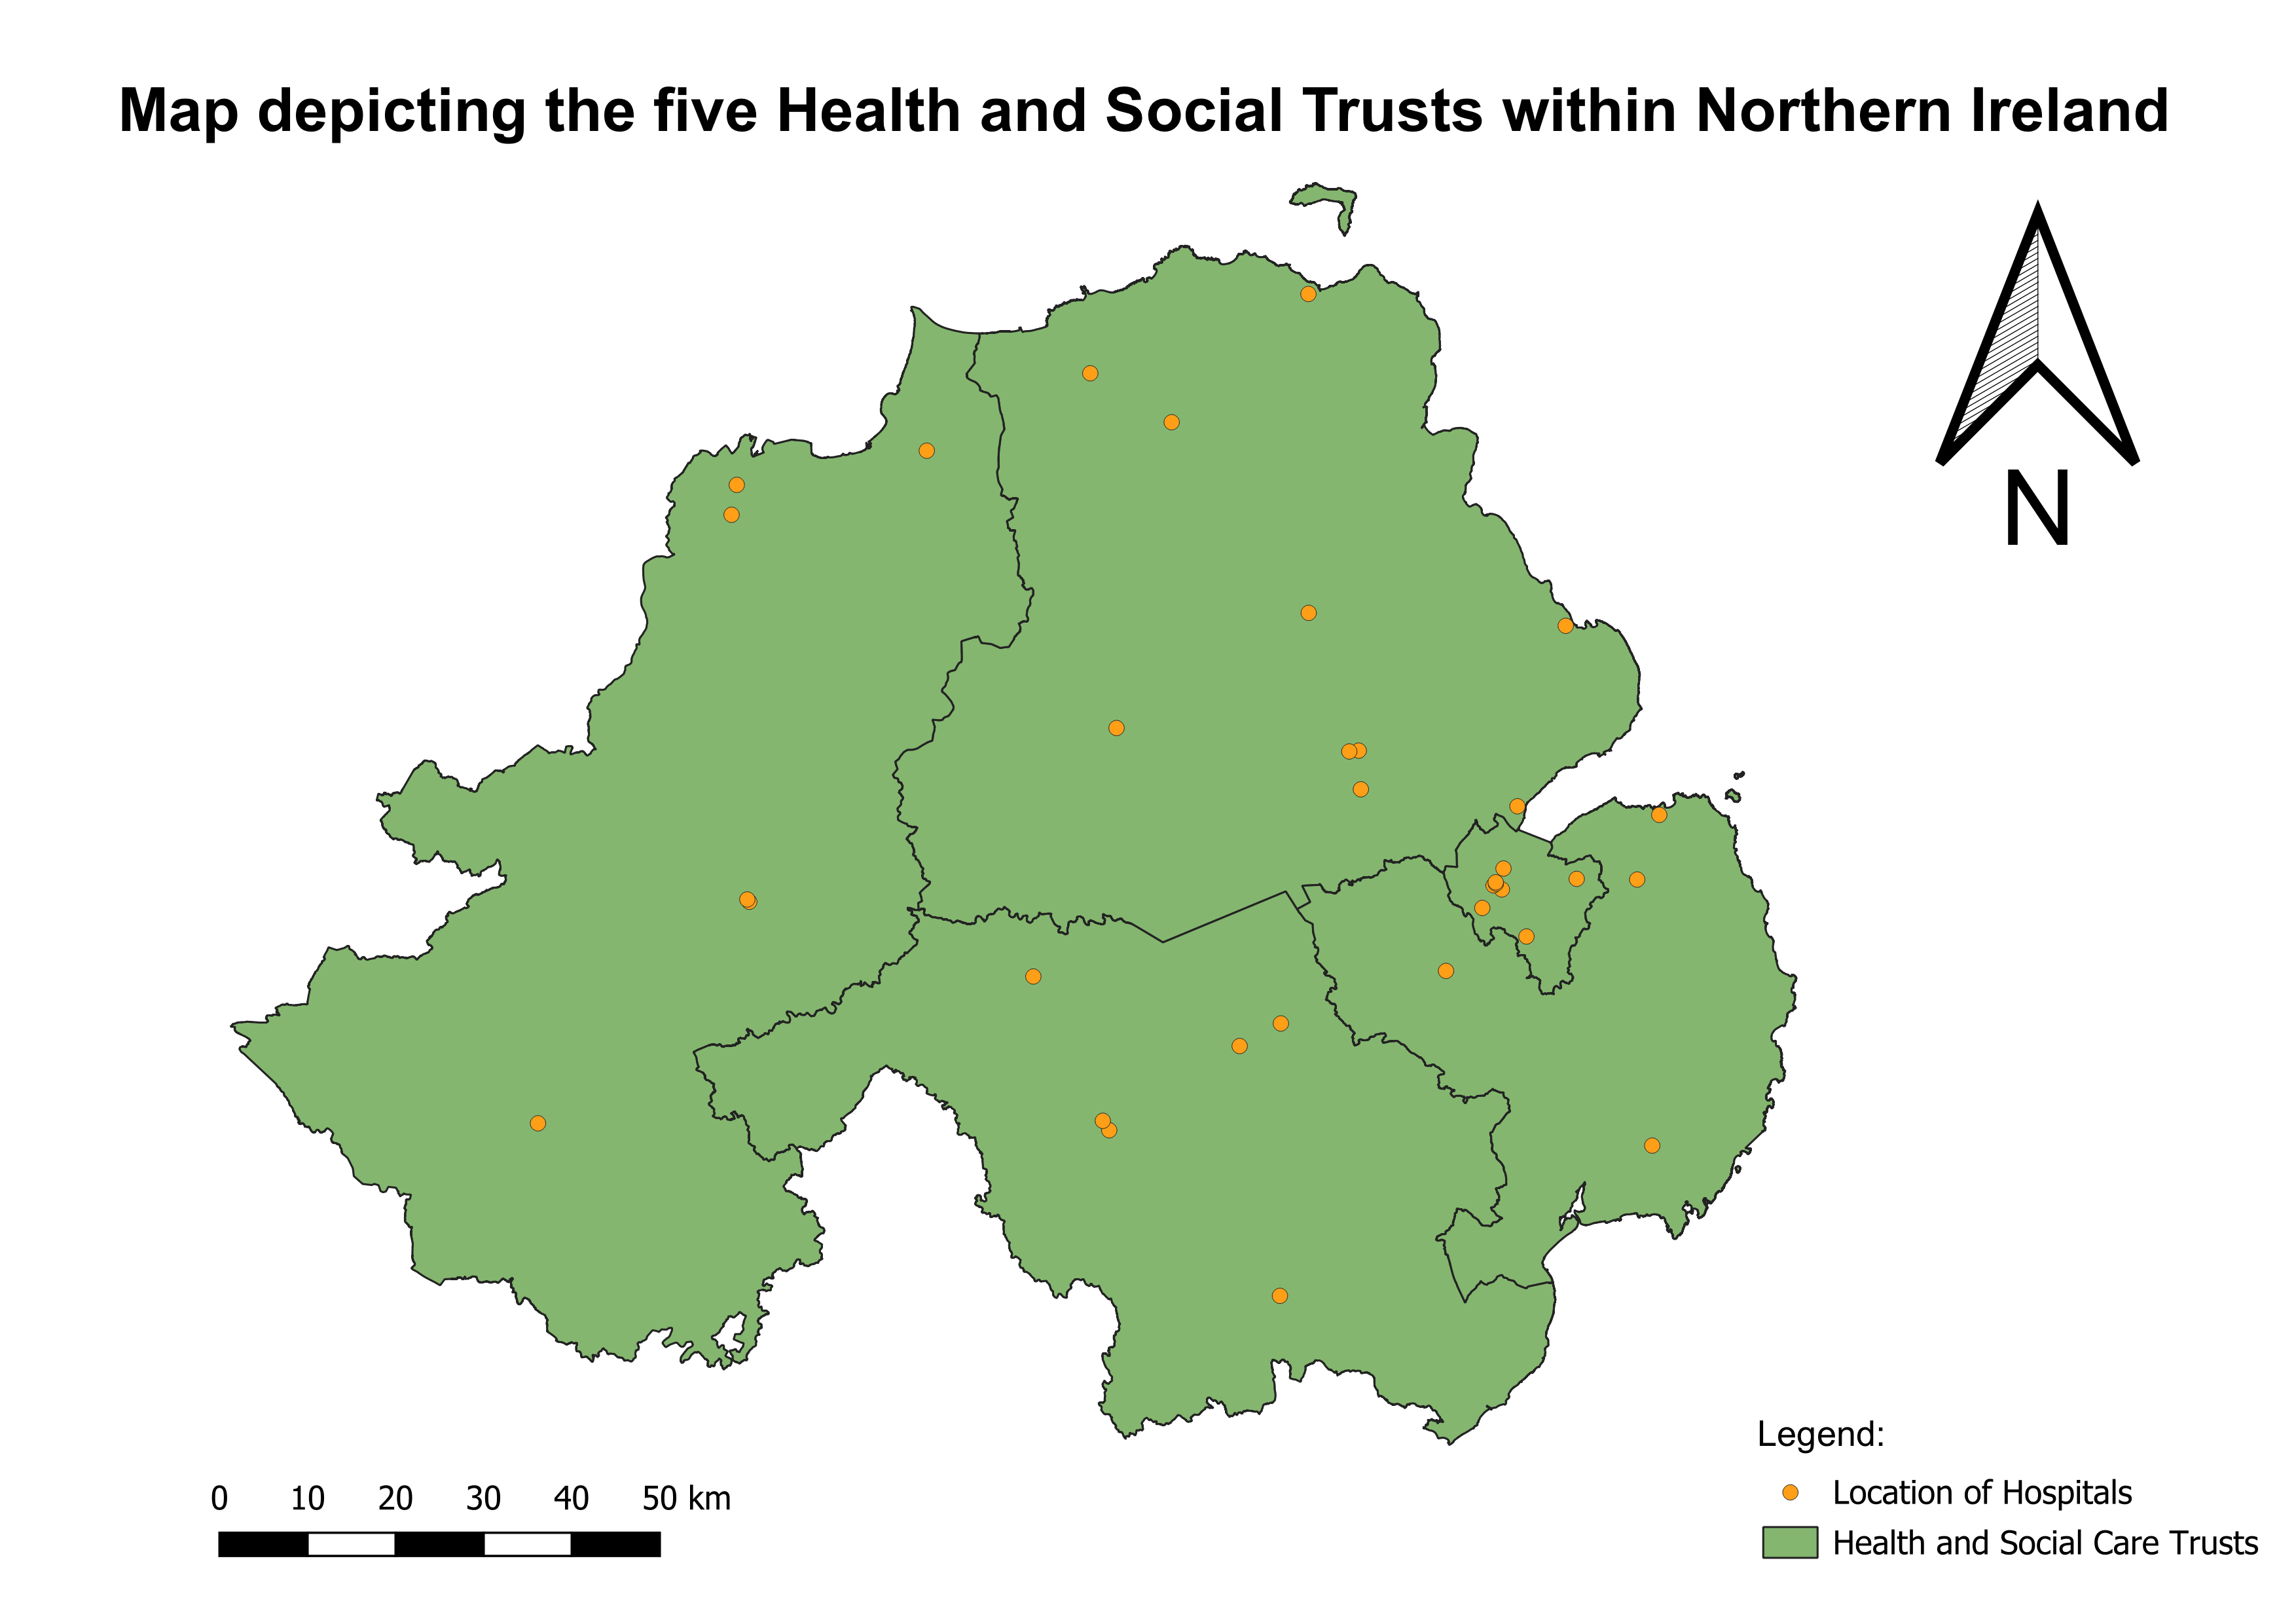 Map depicting the five Health and Social Trusts within Northern Ireland
N
Legend:
0 10 20 30 40 50 km
Location of Hospitals
Health and Social Care Trusts